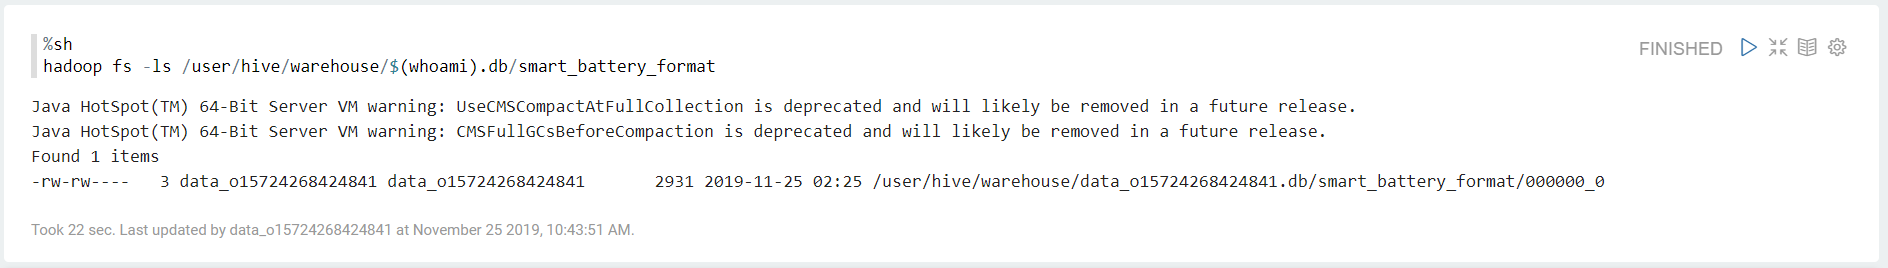 %sh
FINISHED
hadoop fs -ls /user/hive/warehouse/$(whoami).db/smart_battery_format
Java HotSpot(TM) 64-Bit Server VM warning: UseCMSCompactAtFullCollection is deprecated and will likely be removed in a future release.
Java HotSpot(TM) 64-Bit Server VM warning: CMSFullGCsBeforeCompaction is deprecated and will likely be removed in a future release.
Found 1 items
-rw-rw----   3 data_o15724268424841 data_o15724268424841       2931 2019-11-25 02:25 /user/hive/warehouse/data_o15724268424841.db/smart_battery_format/000000_0
Took 22 sec. Last updated by data_o15724268424841 at November 25 2019, 10:43:51 AM.